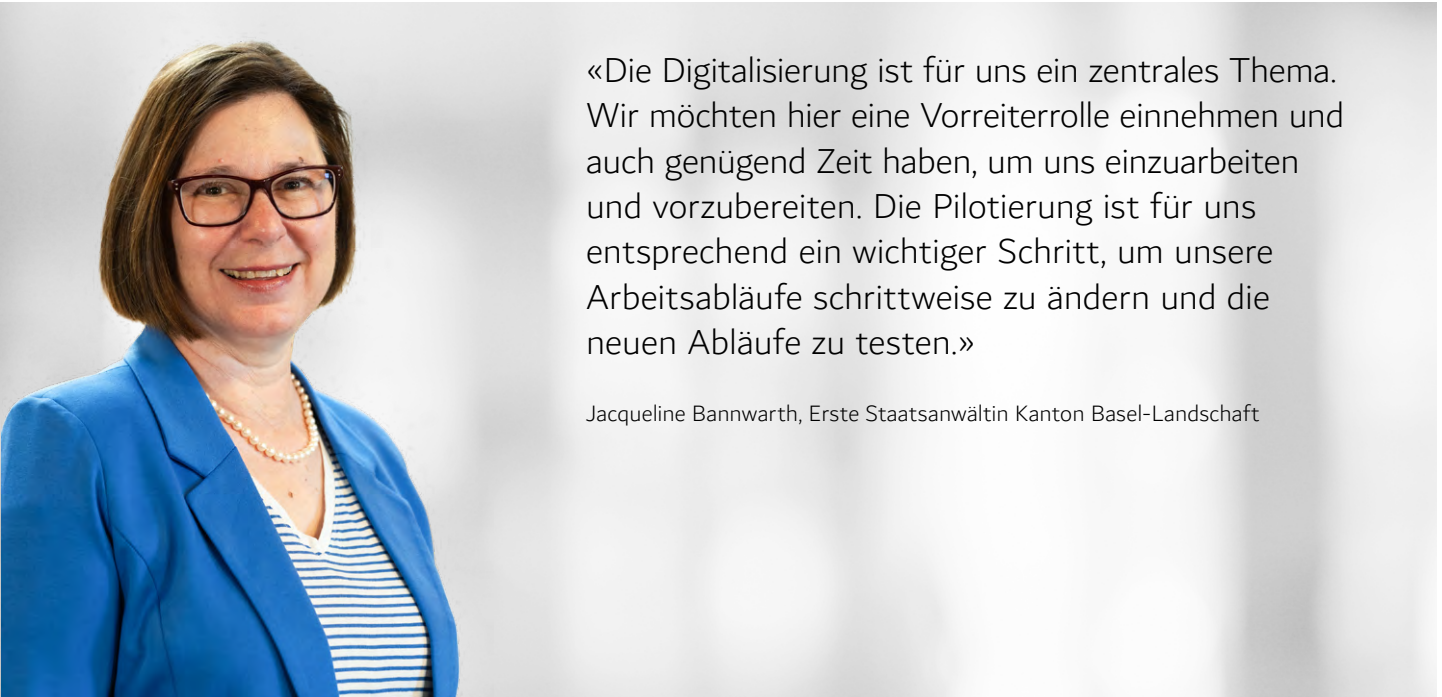 «Die Digitalisierung ist für uns ein zentrales Thema.
Wir möchten hier eine Vorreiterrolle einnehmen und
auch genügend Zeit haben, um uns einzuarbeiten
und vorzubereiten. Die Pilotierung ist für uns
entsprechend ein wichtiger Schritt, um unsere
Arbeitsabläufe schrittweise zu ändern und die
neuen Abläufe zu testen.»
Jacqueline Bannwarth, Erste Staatsanwältin Kanton Basel-Landschaft